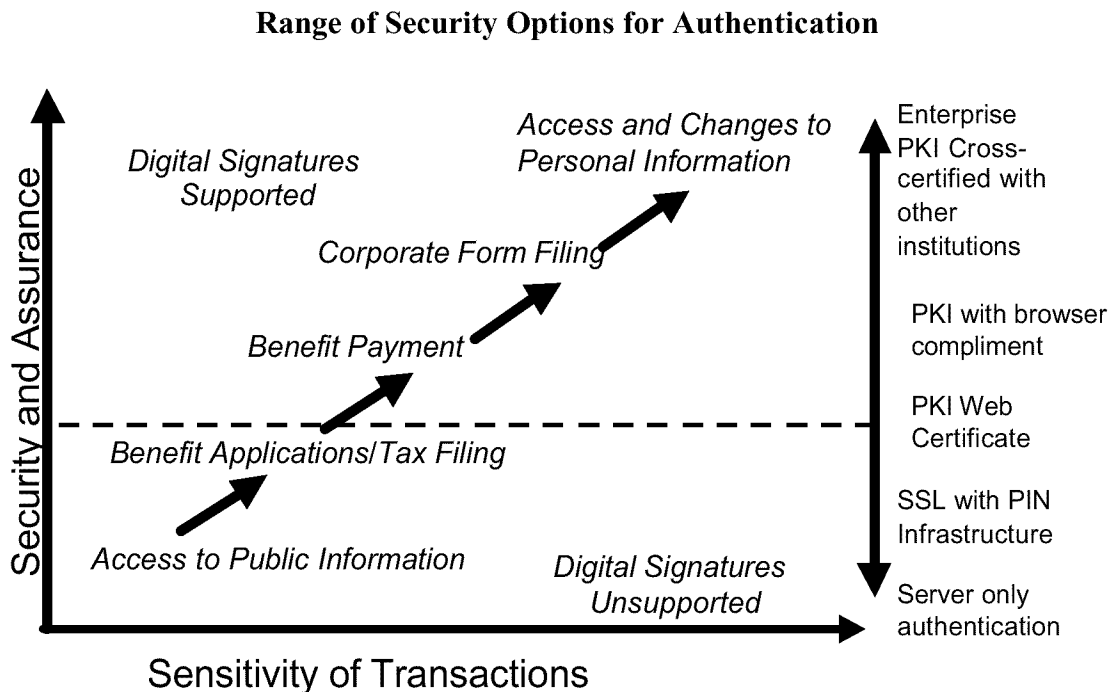 Range of Security Options for Authentication
Security and Assurance
Digital Signatures
Supported
Access and Changes to
Personal Information
Corporate Form Filing
Benefit Payment
Benefit Applications/Tax Filing
Access to Public Information
Digital Signatures
Unsupported
Sensitivity of Transactions
Enterprise
PKI Cross-
certified with
other
institutions
PKI with browser
compliment
PKI Web
Certificate
SSL with PIN
Infrastructure
Server only
authentication